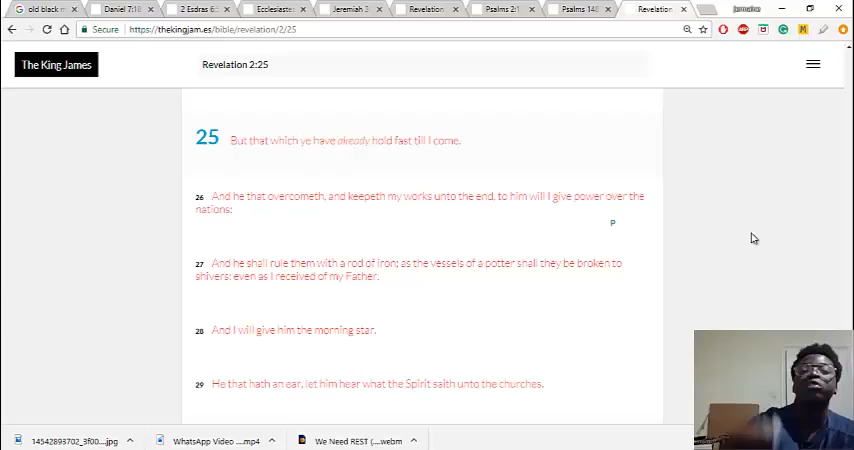 old black m
Daniel 7:18
2 Esdras 6:
Ecclesiaste
Jeremiah 3
Revelation
Psalms 2:1
Psalms 148
Revelation
Secure https://thekingjam.es/bible/revelation/2/25
The King James
Revelation 2:25
25 But that which ye have already hold fast till I come.
26 And he that overcometh, and keepeth my works unto the end, to him will I give power over the
nations:
P
27 And he shall rule them with a rod of iron; as the vessels of a potter shall they be broken to
shivers: even as I received of my Father.
28 And I will give him the morning star.
29 He that hath an ear, let him hear what the Spirit saith unto the churches.
14542893702_3f00....jpg
WhatsApp Video ....mp4
We Need REST (....webm